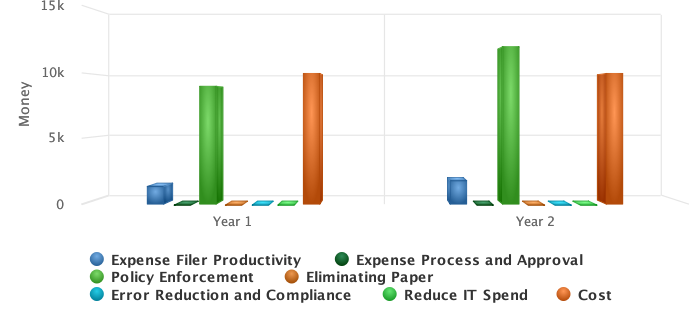 15k
10k
5k
0
Money
Year 1 Year 2
Expense Filer Productivity Expense Process and Approval
Policy Enforcement Eliminating Paper
Error Reduction and Compliance Reduce IT Spend Cost